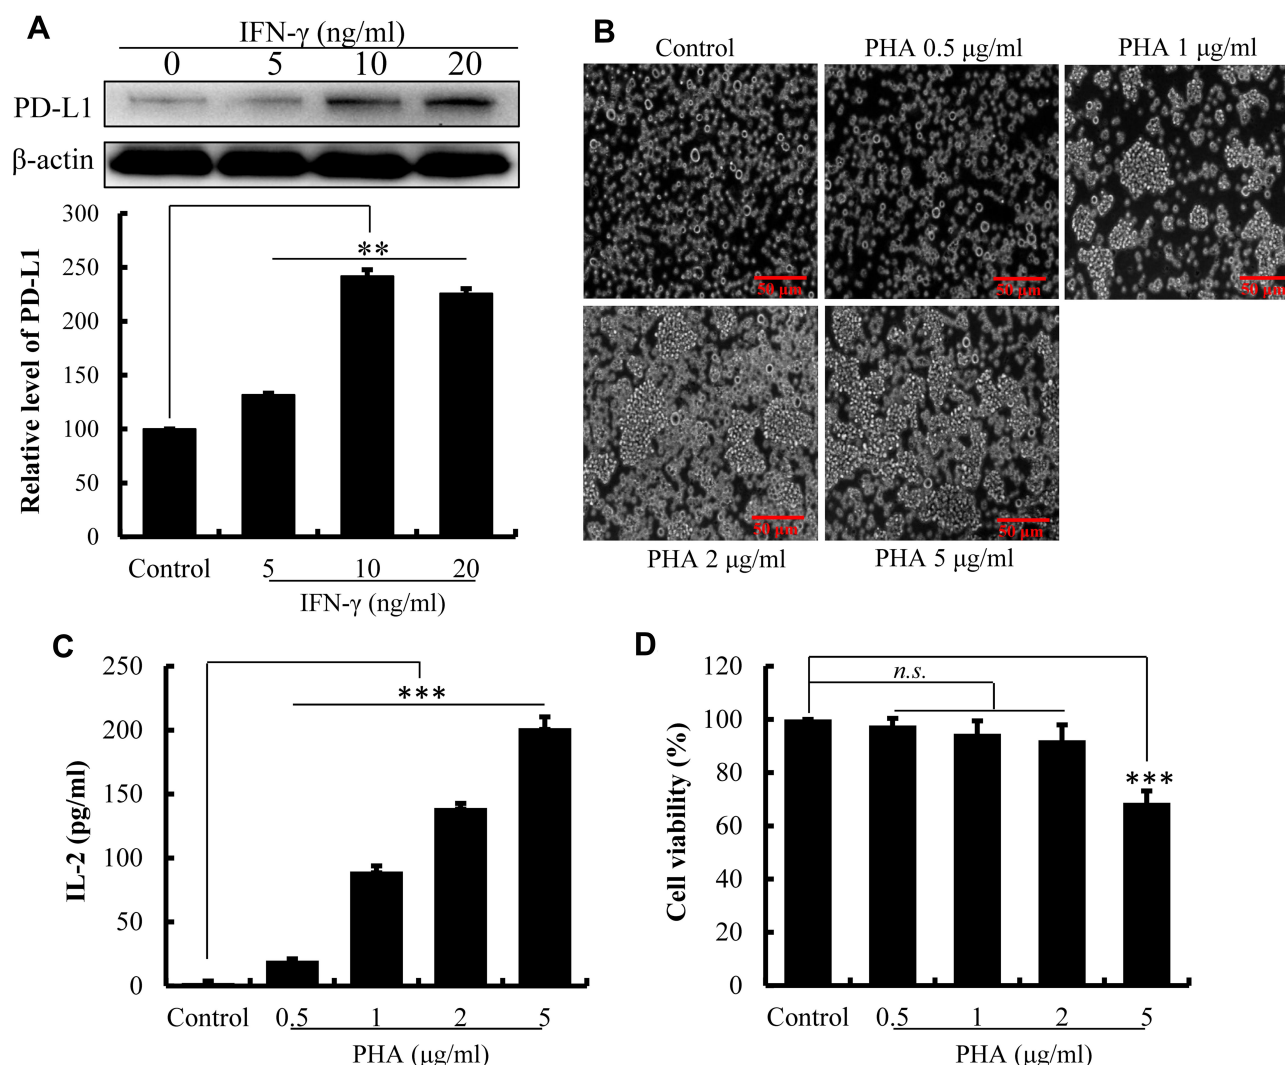 A
IFN-γ (ng/ml)
0 5 10 20
PD-L1
β-actin
300
250
200
150
100
50
0
Relative level of PD-L1
**
Control 5 10 20
IFN-γ (ng/ml)
B
Control PHA 0.5 μg/ml PHA 1 μg/ml
50 μm 50 μm 50 μm
50 μm 50 μm
PHA 2 μg/ml PHA 5 μg/ml
C
250
200
150
100
50
0
IL-2 (pg/ml)
***
Control 0.5 1 2 5
PHA (μg/ml)
D
120
100
80
60
40
20
0
Cell viability (%)
n.s.
***
Control 0.5 1 2 5
PHA (μg/ml)